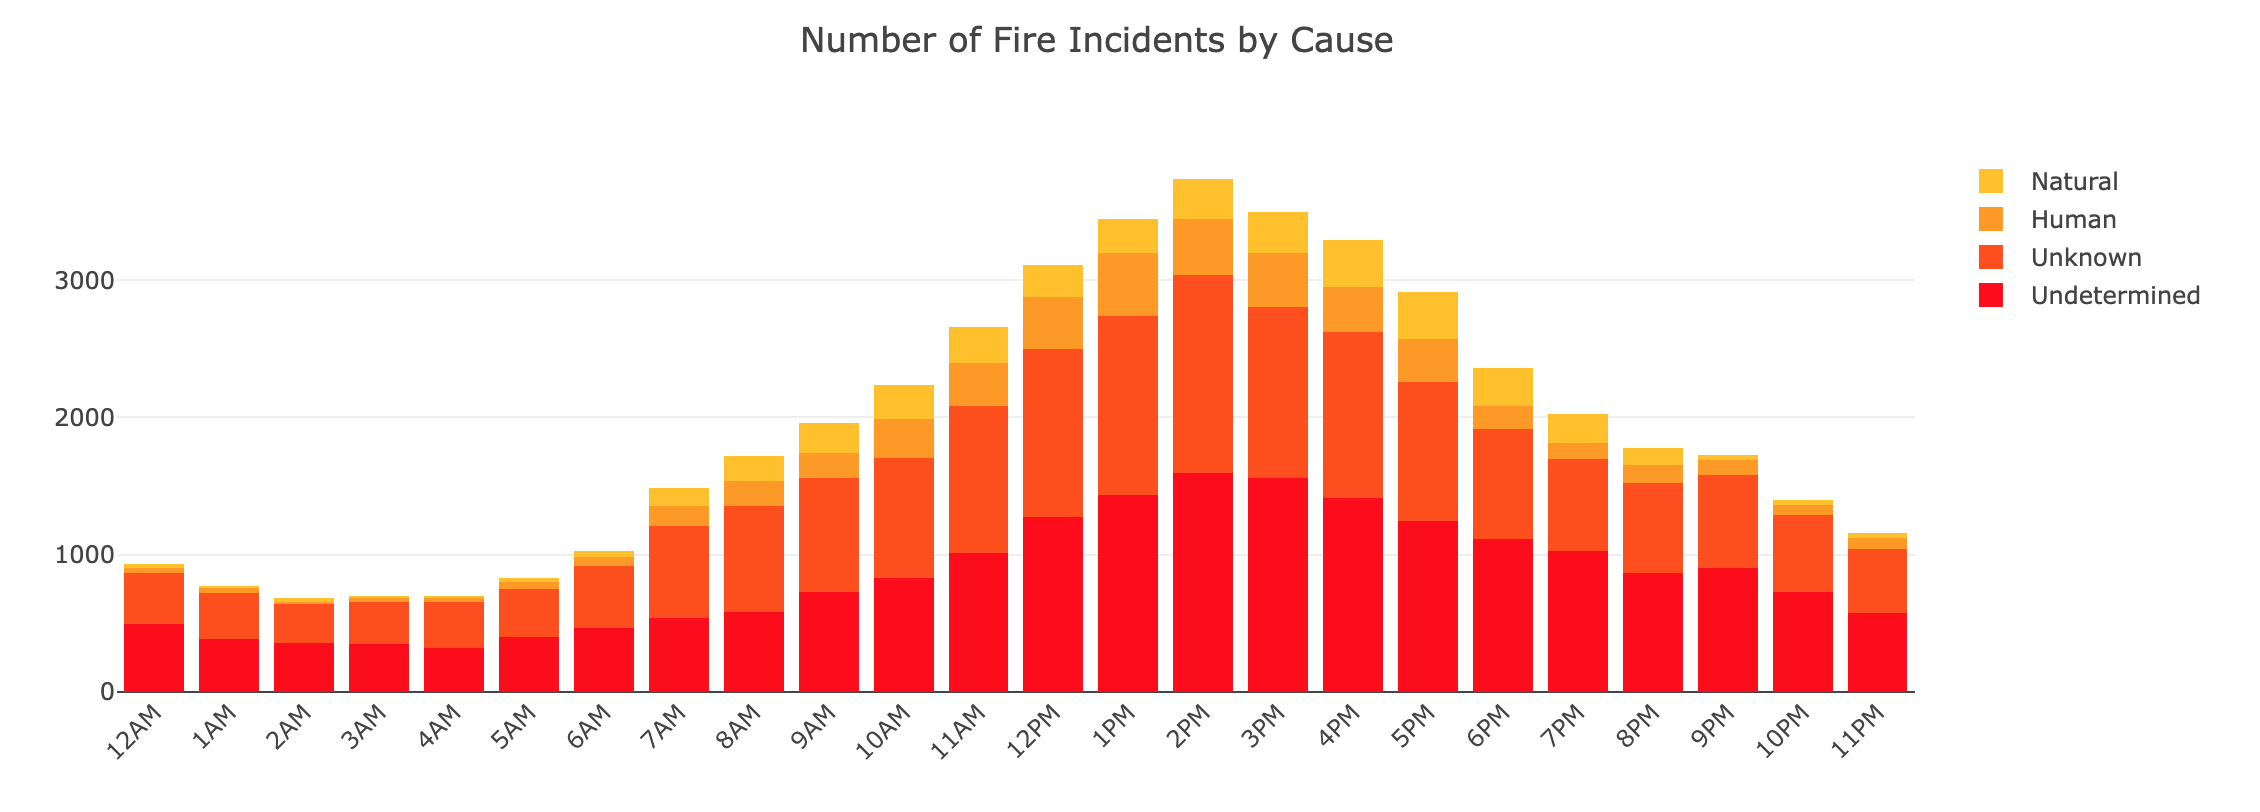 Number of Fire Incidents by Cause
Natural
Human
Unknown
Undetermined
3000
2000
1000
0
12AM
1AM
2AM
3AM
4AM
5AM
6AM
7AM
8AM
9AM
10AM
11AM
12PM
1PM
2PM
3PM
4PM
5PM
6PM
7PM
8PM
9PM
10PM
11PM